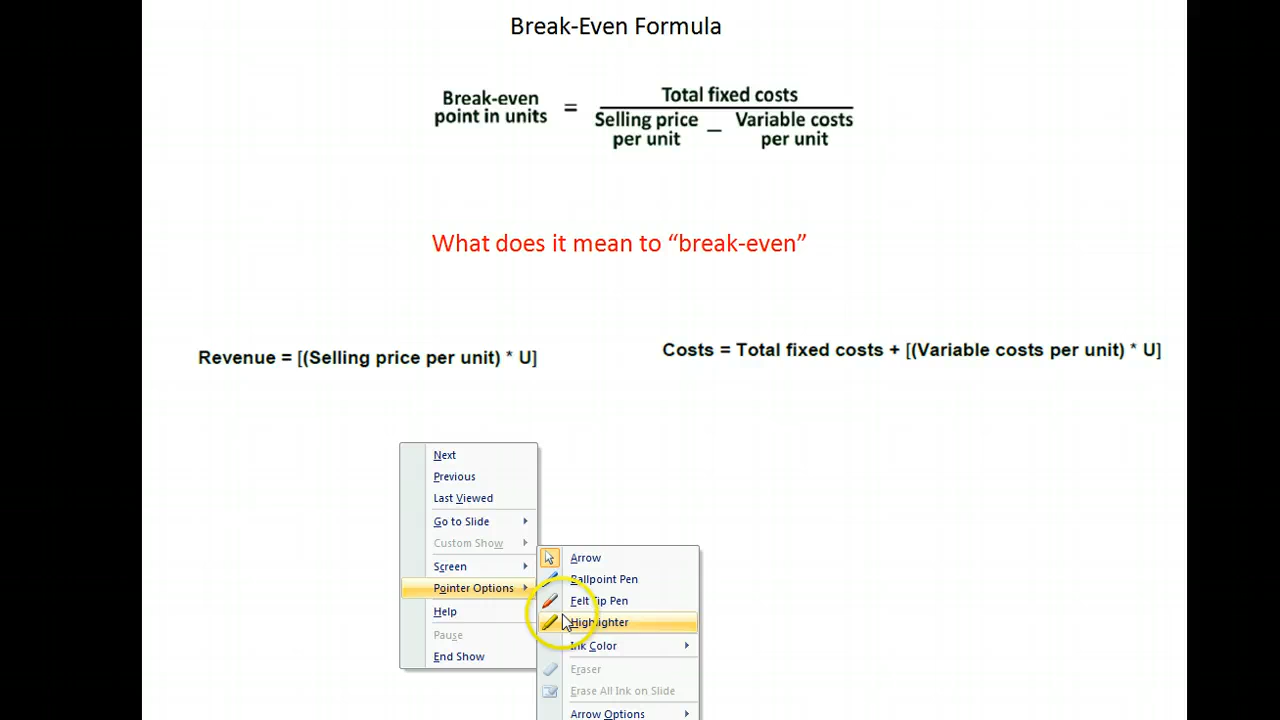 Break-Even Formula
Break-even
point in units
=
Total fixed costs
Selling price
per unit
–
Variable costs
per unit
What does it mean to “break-even”
Revenue = [(Selling price per unit) * U]
Costs = Total fixed costs + [(Variable costs per unit) * U]
Next
Previous
Last Viewed
Go to Slide
Custom Show
Screen
Pointer Options
Help
Pause
End Show
Arrow
Ballpoint Pen
Felt Tip Pen
Highlighter
Ink Color
Eraser
Erase All Ink on Slide
Arrow Options